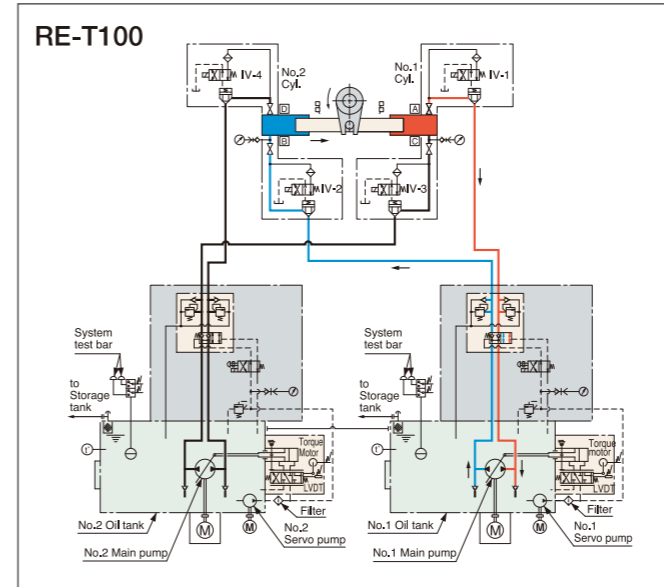 RE-T100
No.2
Cyl.
IV-4
No.1
Cyl.
IV-1
D
A
B
C
IV-2
IV-3
System
test bar
to
Storage
tank
Torque
Motor
LVDT
Filter
No.2 Oil tank
No.2
Servo pump
No.2 Main pump
M
M
System
test bar
to
Storage
tank
Torque
motor
LVDT
Filter
No.1 Oil tank
No.1
Servo pump
No.1 Main pump
M
M